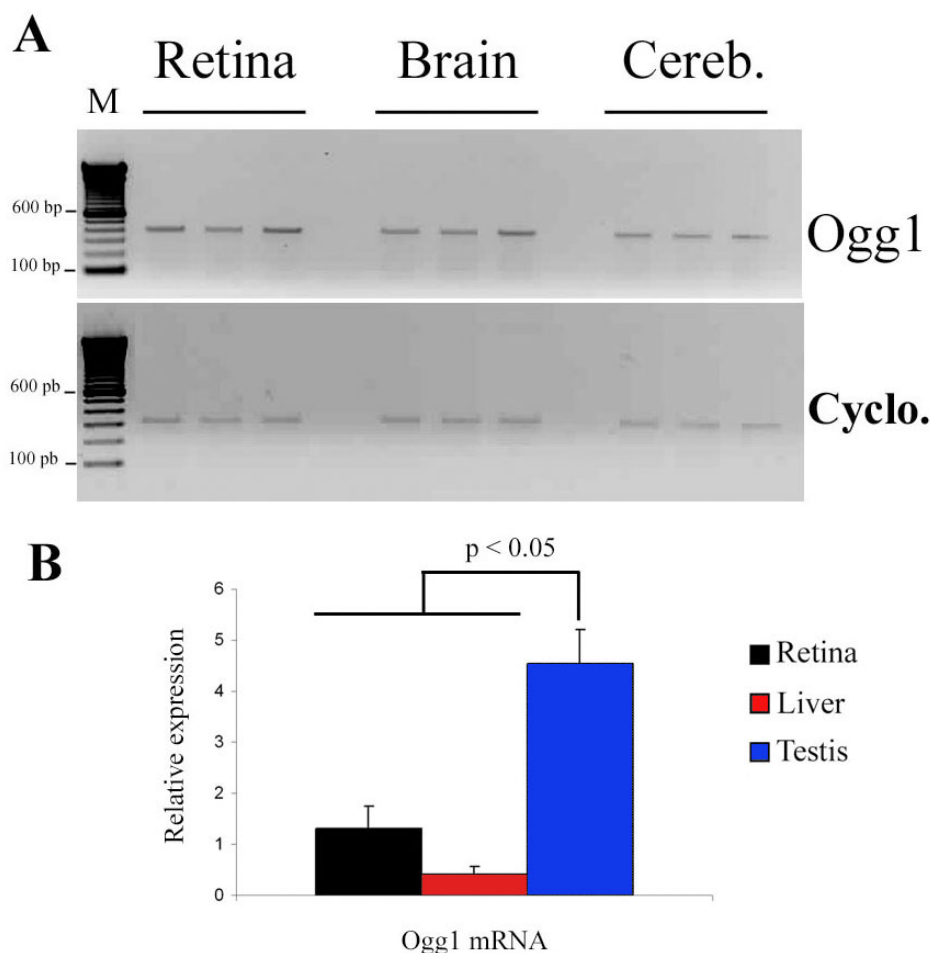 A
Retina Brain Cereb.
M
600 bp
100 bp
Ogg1
600 pb
100 pb
Cyclo.
B
p < 0.05
6
5
4
3
2
1
0
Relative expression
Ogg1 mRNA
Retina
Liver
Testis